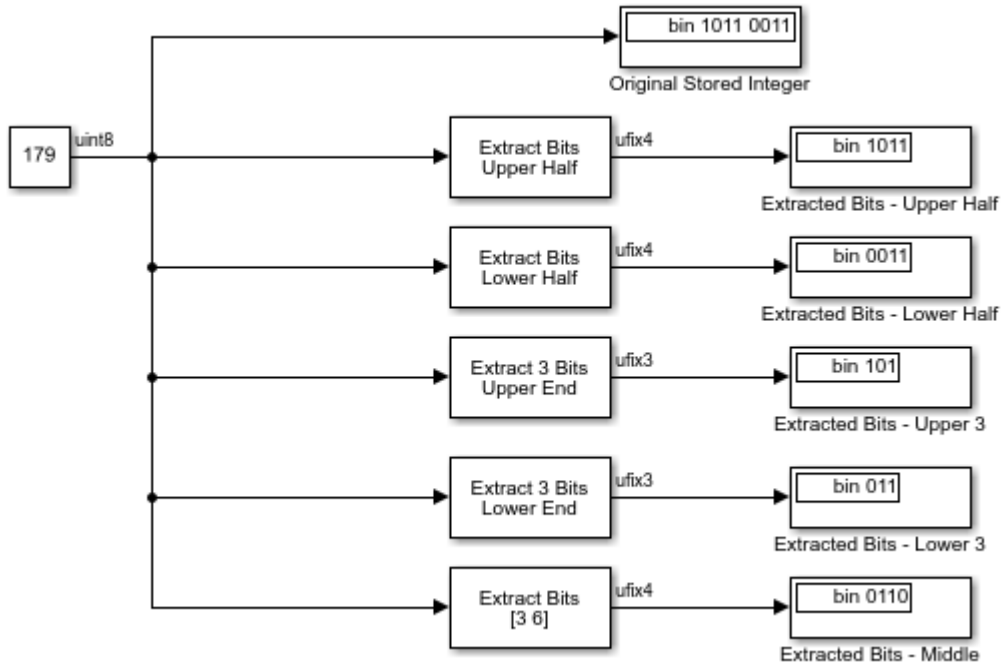 bin 1011 0011
Original Stored Integer
179
uint8
Extract Bits
Upper Half
ufix4
bin 1011
Extracted Bits - Upper Half
Extract Bits
Lower Half
ufix4
bin 0011
Extracted Bits - Lower Half
Extract 3 Bits
Upper End
ufix3
bin 101
Extracted Bits - Upper 3
Extract 3 Bits
Lower End
ufix3
bin 011
Extracted Bits - Lower 3
Extract Bits
[3 6]
ufix4
bin 0110
Extracted Bits - Middle